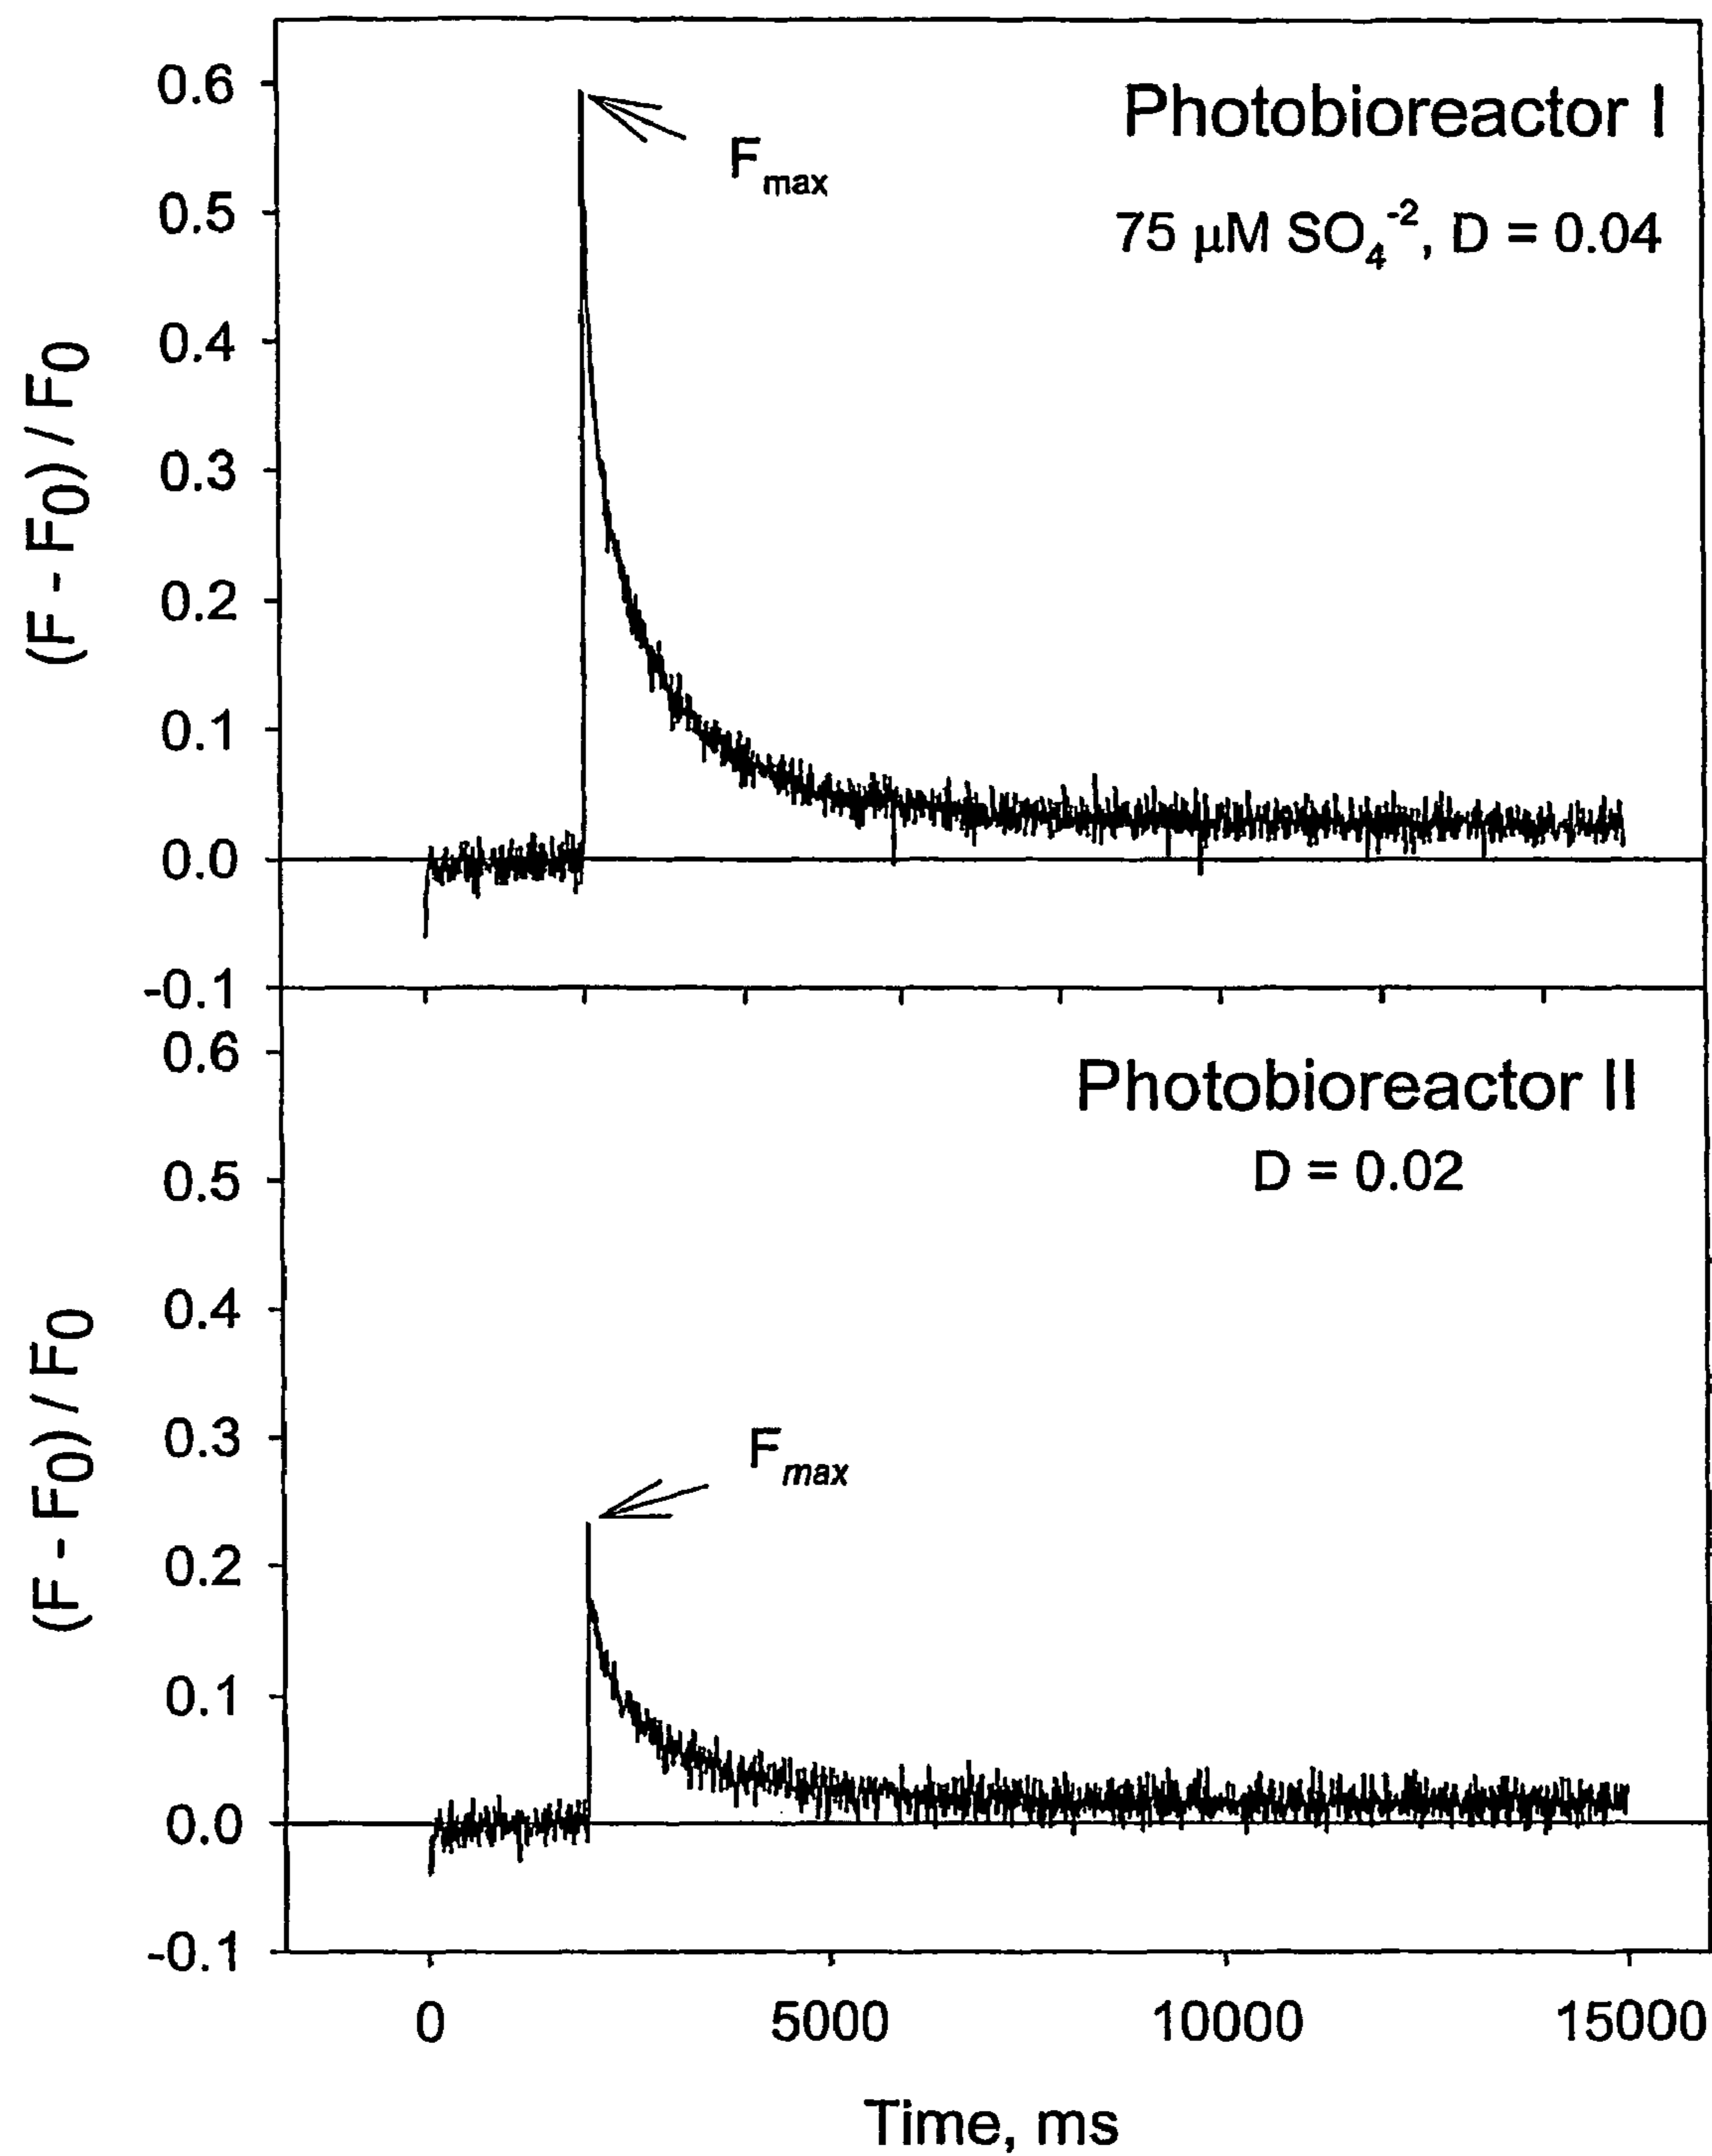 (F - F0) / F0
0.6
0.5
0.4
0.3
0.2
0.1
0.0
-0.1
Photobioreactor I
75 µM SO4-2, D = 0.04
Fmax
(F - F0) / F0
0.6
0.5
0.4
0.3
0.2
0.1
0.0
-0.1
Photobioreactor II
D = 0.02
Fmax
0 5000 10000 15000
Time, ms